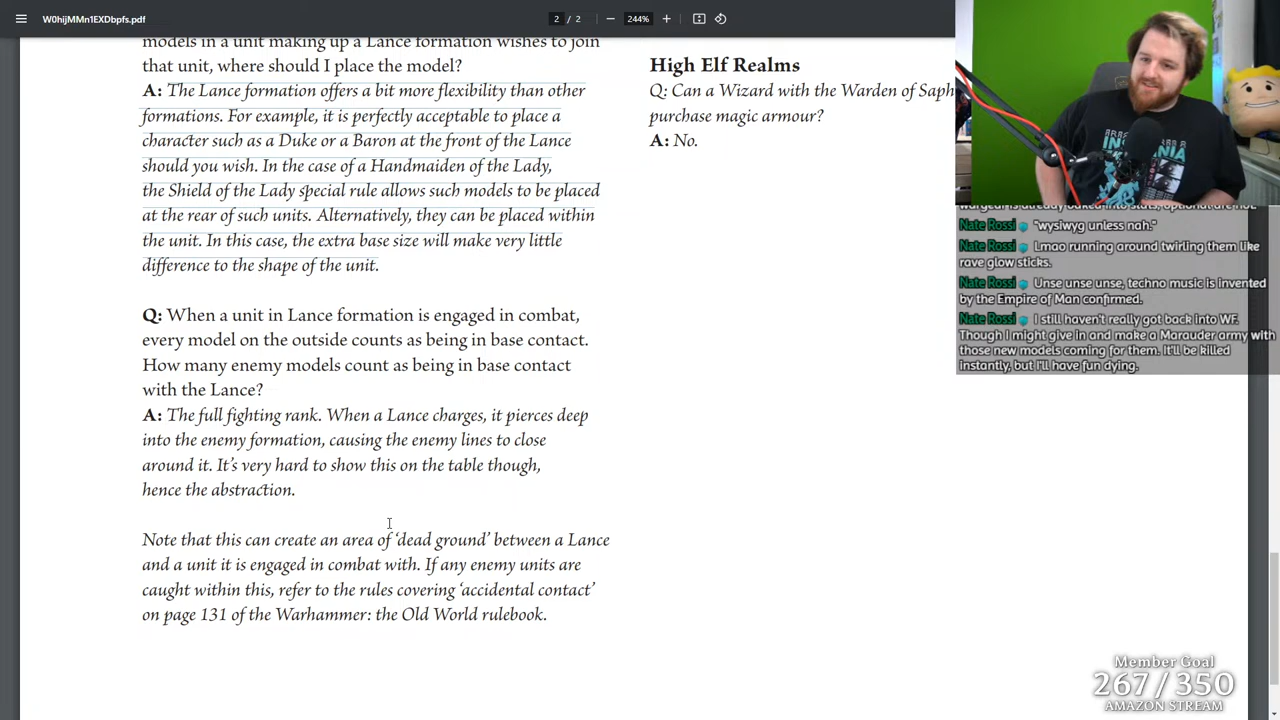 W0hijMMn1EXDbpfs.pdf
2 / 2
244%
models in a unit making up a Lance formation wishes to join
that unit, where should I place the model?
A: The Lance formation offers a bit more flexibility than other
formations. For example, it is perfectly acceptable to place a
character such as a Duke or a Baron at the front of the Lance
should you wish. In the case of a Handmaiden of the Lady,
the Shield of the Lady special rule allows such models to be placed
at the rear of such units. Alternatively, they can be placed within
the unit. In this case, the extra base size will make very little
difference to the shape of the unit.
Q: When a unit in Lance formation is engaged in combat,
every model on the outside counts as being in base contact.
How many enemy models count as being in base contact
with the Lance?
A: The full fighting rank. When a Lance charges, it pierces deep
into the enemy formation, causing the enemy lines to close
around it. It's very hard to show this on the table though,
hence the abstraction.
Note that this can create an area of 'dead ground' between a Lance
and a unit it is engaged in combat with. If any enemy units are
caught within this, refer to the rules covering 'accidental contact'
on page 131 of the Warhammer: the Old World rulebook.
High Elf Realms
Q: Can a Wizard with the Warden of Saph
purchase magic armour?
A: No.
wargear is already baked into stats, optional are not.
Nate Rossi "wysiwyg unless nah."
Nate Rossi Lmao running around twirling them like
rave glow sticks.
Nate Rossi Unse unse unse, techno music is invented
by the Empire of Man confirmed.
Nate Rossi I still haven't really got back into WF.
Though I might give in and make a Marauder army with
those new models coming for them. It'll be killed
instantly, but I'll have fun dying.
Member Goal
267 / 350
AMAZON STREAM